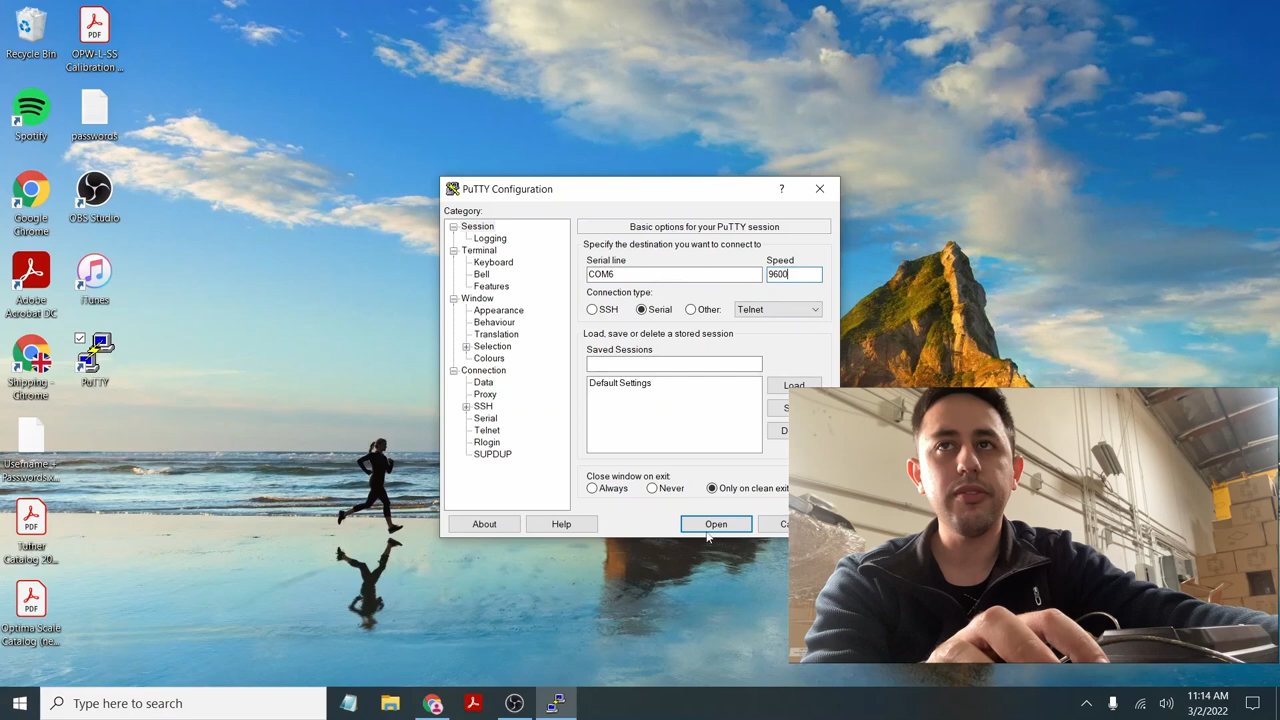 Recycle Bin
PDF
OPW-L-SS
Calibration ...
Spotify
passwords
Google
Chrome
OBS Studio
Adobe
Acrobat DC
iTunes
Shipping -
Chrome
PuTTY
Username +
Passwords.x...
PDF
Tufner
Catalog 20...
PDF
Optima Scale
Catalog (ne...
PuTTY Configuration
?
Category:
Session
Logging
Terminal
Keyboard
Bell
Features
Window
Appearance
Behaviour
Translation
Selection
Colours
Connection
Data
Proxy
SSH
Serial
Telnet
Rlogin
SUPDUP
Basic options for your PuTTY session
Specify the destination you want to connect to
Serial line
Speed
COM6
9600
Connection type:
SSH
Serial
Other:
Telnet
Load, save or delete a stored session
Saved Sessions
Default Settings
Load
S
D
Close window on exit:
Always
Never
Only on clean exit
About
Help
Open
Ca
Type here to search
11:14 AM
3/2/2022